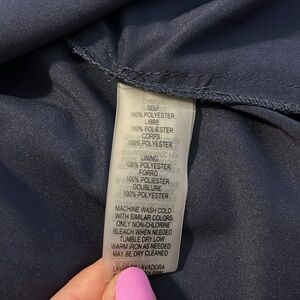 SELF
100% POLYESTER
LIBRE
100% POLIESTER
CORPS
100% POLYESTER
LINING
100% POLYESTER
FORRO
100% POLIESTER
DOUBLURE
100% POLYESTER
MACHINE WASH COLD -
WITH SIMILAR COLORS
ONLY NON-CHLORINE
BLEACH WHEN NEEDED
TUMBLE DRY LOW
WARM IRON AS NEEDED
MAY BE DRY CLEANED
LAVADORA